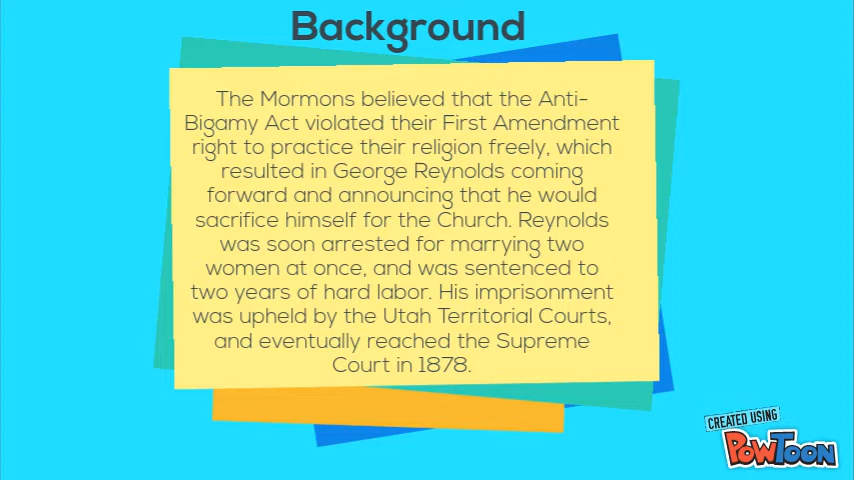 Background
The Mormons believed that the Anti-
Bigamy Act violated their First Amendment
right to practice their religion freely, which
resulted in George Reynolds coming
forward and announcing that he would
sacrifice himself for the Church. Reynolds
was soon arrested for marrying two
women at once, and was sentenced to
two years of hard labor. His imprisonment
was upheld by the Utah Territorial Courts,
and eventually reached the Supreme
Court in 1878.
CREATED USING
POWTOON